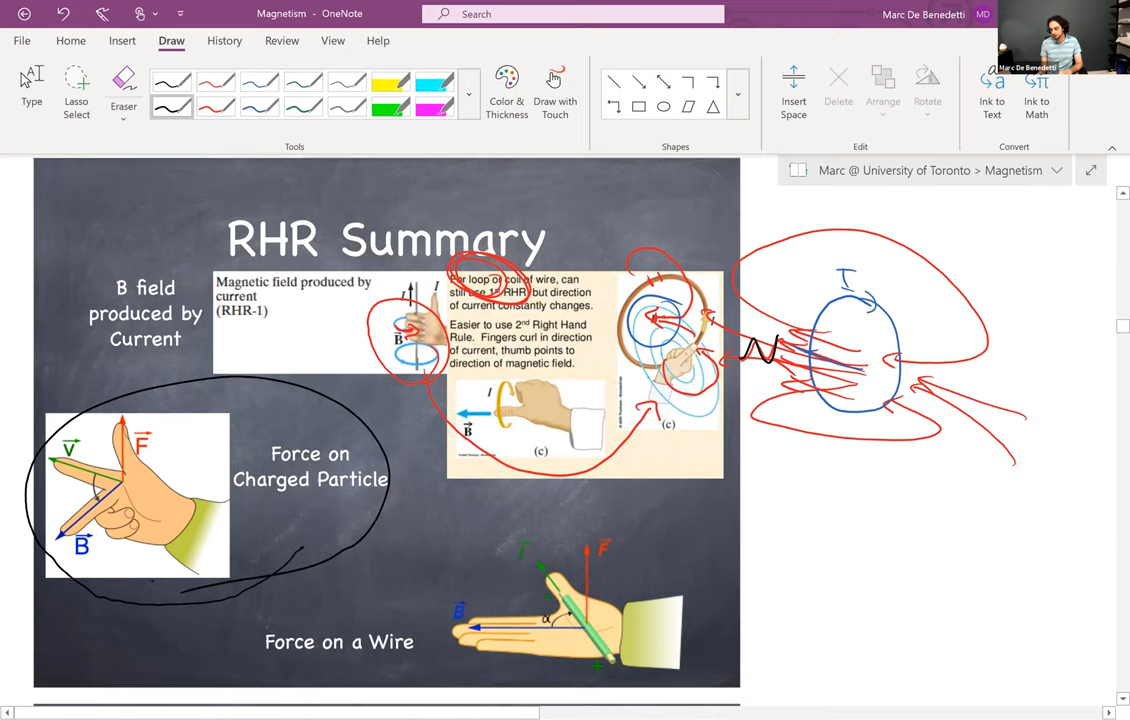 Magnetism - OneNote
Search
Marc De Benedetti
MD
File
Home
Insert
Draw
History
Review
View
Help
Marc De Benedetti
Type
Lasso
Select
Eraser
Color &
Thickness
Draw with
Touch
Insert
Space
Delete
Arrange
Rotate
Ink to
Text
Ink to
Math
Tools
Shapes
Edit
Convert
Marc @ University of Toronto > Magnetism
RHR Summary
B field
produced by
Current
Magnetic field produced by
current
(RHR-1)
I
I
B
For loop or coil of wire, can
still use 1st RHR, but direction
of current constantly changes.
Easier to use 2nd Right Hand
Rule. Fingers curl in direction
of current, thumb points to
direction of magnetic field.
I
B
(c)
(c)
I
V
F
B
Force on
Charged Particle
I
F
B
α
+
Force on a Wire